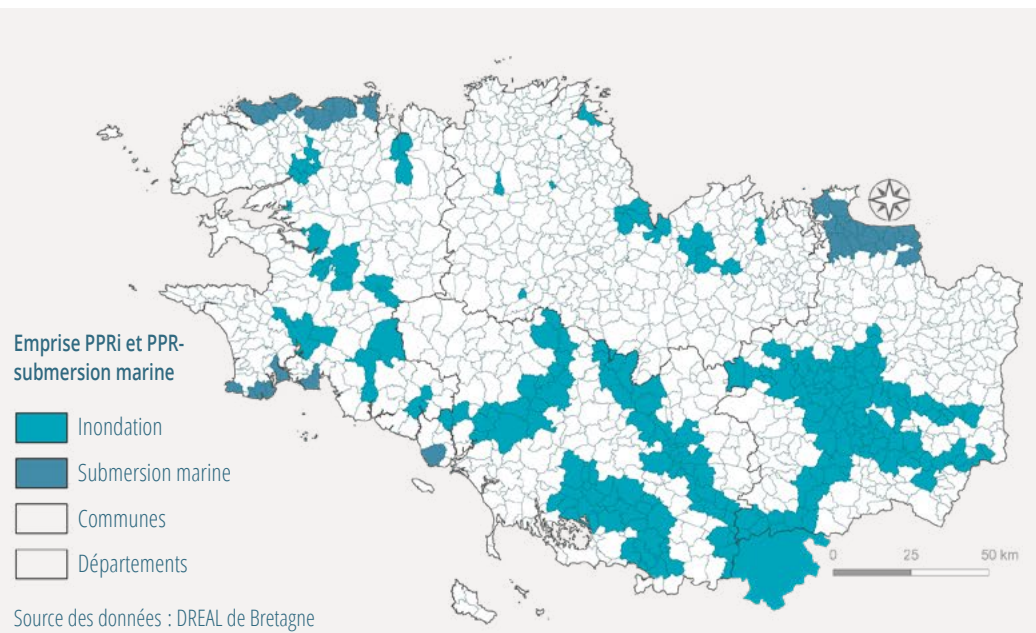 Emprise PPRi et PPR-
submersion marine
Inondation
Submersion marine
Communes
Départements
0 25 50 km
Source des données : DREAL de Bretagne